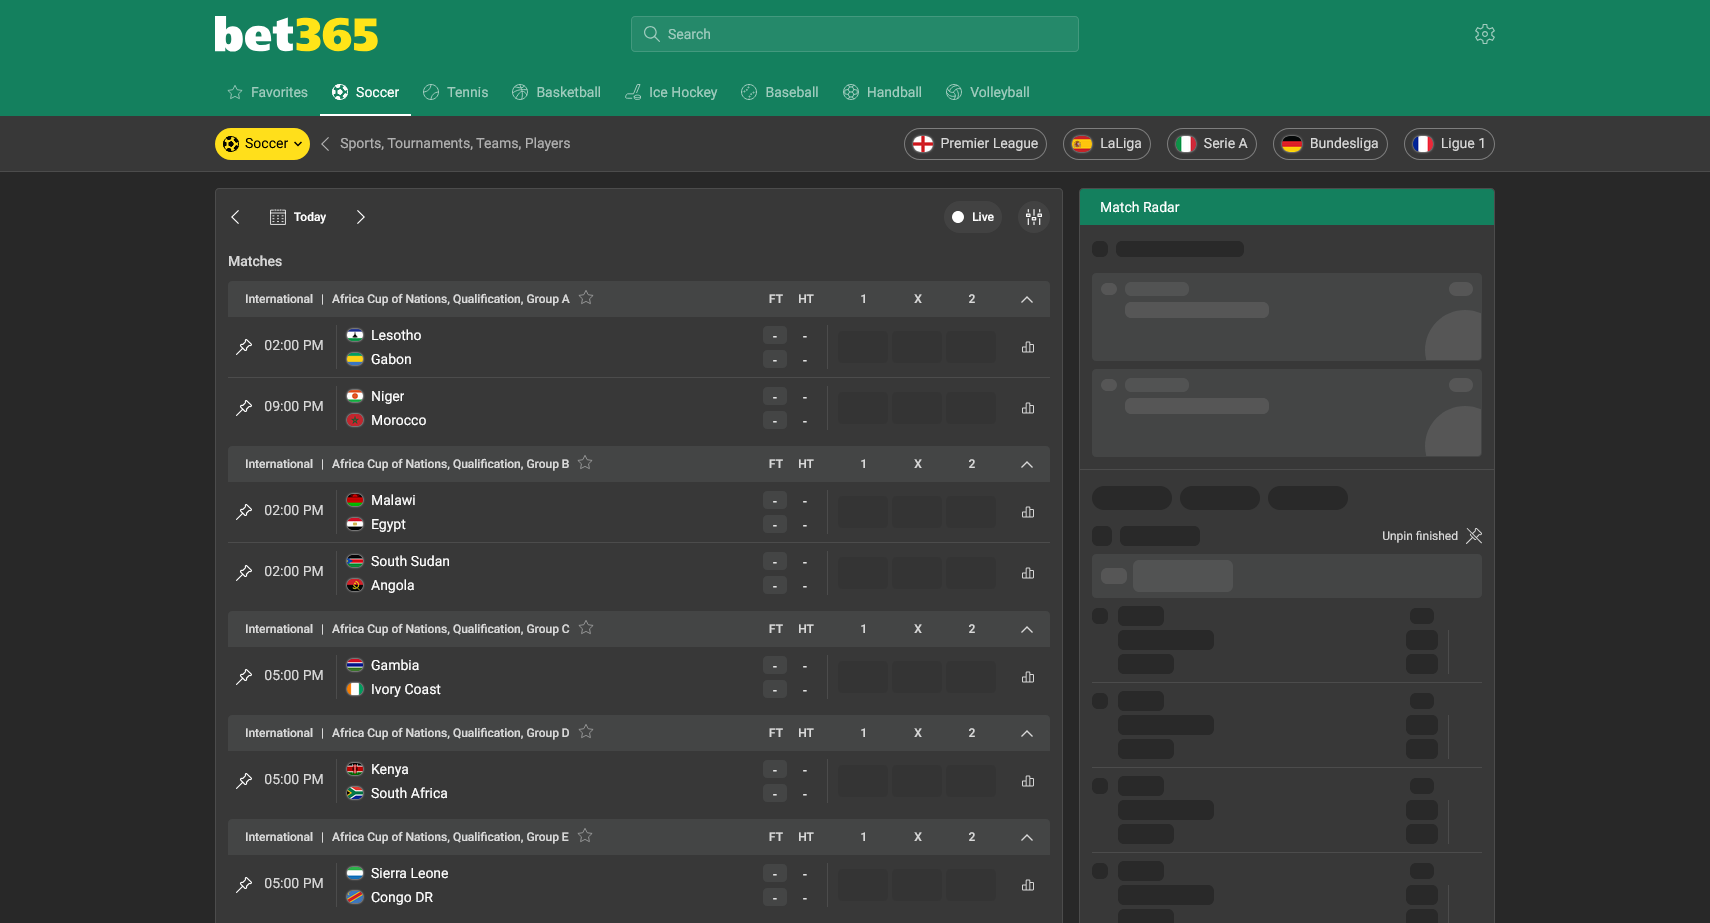 bet365
Search
Favorites Soccer Tennis Basketball Ice Hockey Baseball Handball Volleyball
Soccer Sports, Tournaments, Teams, Players Premier League LaLiga Serie A Bundesliga Ligue 1
Today Live
Matches
International | Africa Cup of Nations, Qualification, Group A FT HT 1 X 2
02:00 PM
Lesotho - -
Gabon - -
09:00 PM
Niger - -
Morocco - -
International | Africa Cup of Nations, Qualification, Group B FT HT 1 X 2
02:00 PM
Malawi - -
Egypt - -
02:00 PM
South Sudan - -
Angola - -
International | Africa Cup of Nations, Qualification, Group C FT HT 1 X 2
05:00 PM
Gambia - -
Ivory Coast - -
International | Africa Cup of Nations, Qualification, Group D FT HT 1 X 2
05:00 PM
Kenya - -
South Africa - -
International | Africa Cup of Nations, Qualification, Group E FT HT 1 X 2
05:00 PM
Sierra Leone - -
Congo DR - -
Match Radar
Unpin finished